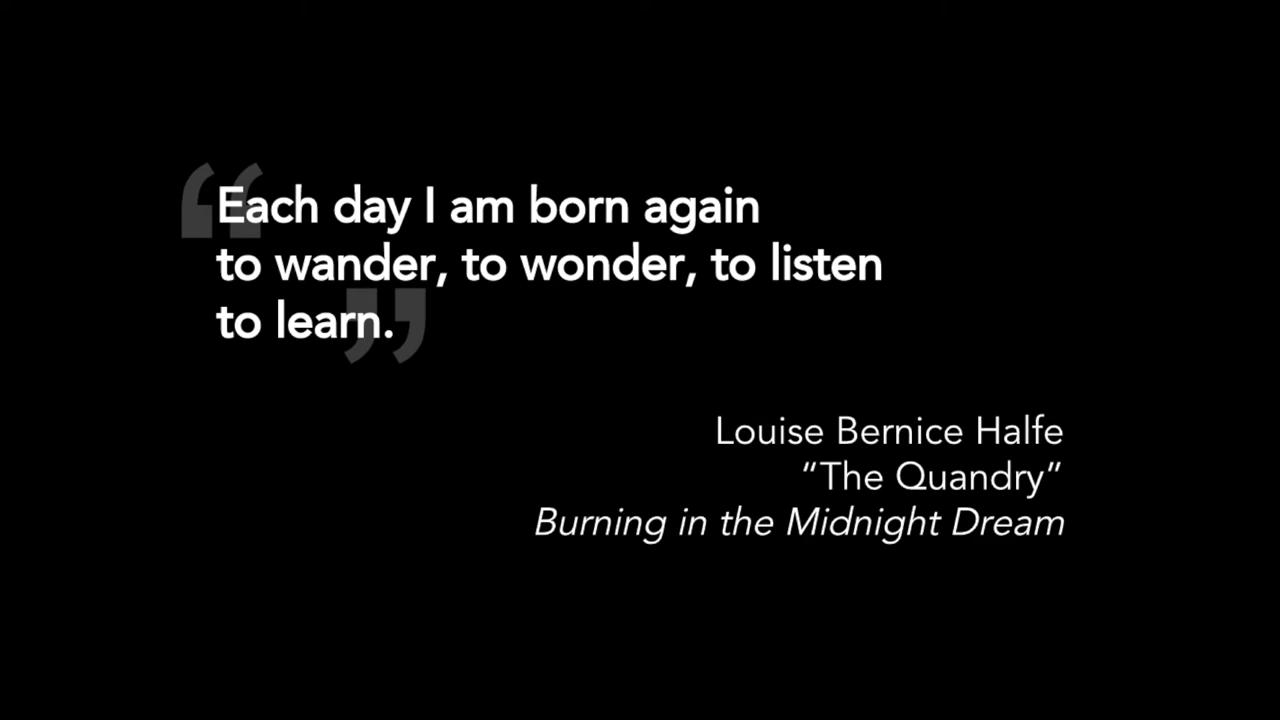 “Each day I am born again
to wander, to wonder, to listen
to learn.”
Louise Bernice Halfe
“The Quandry”
Burning in the Midnight Dream